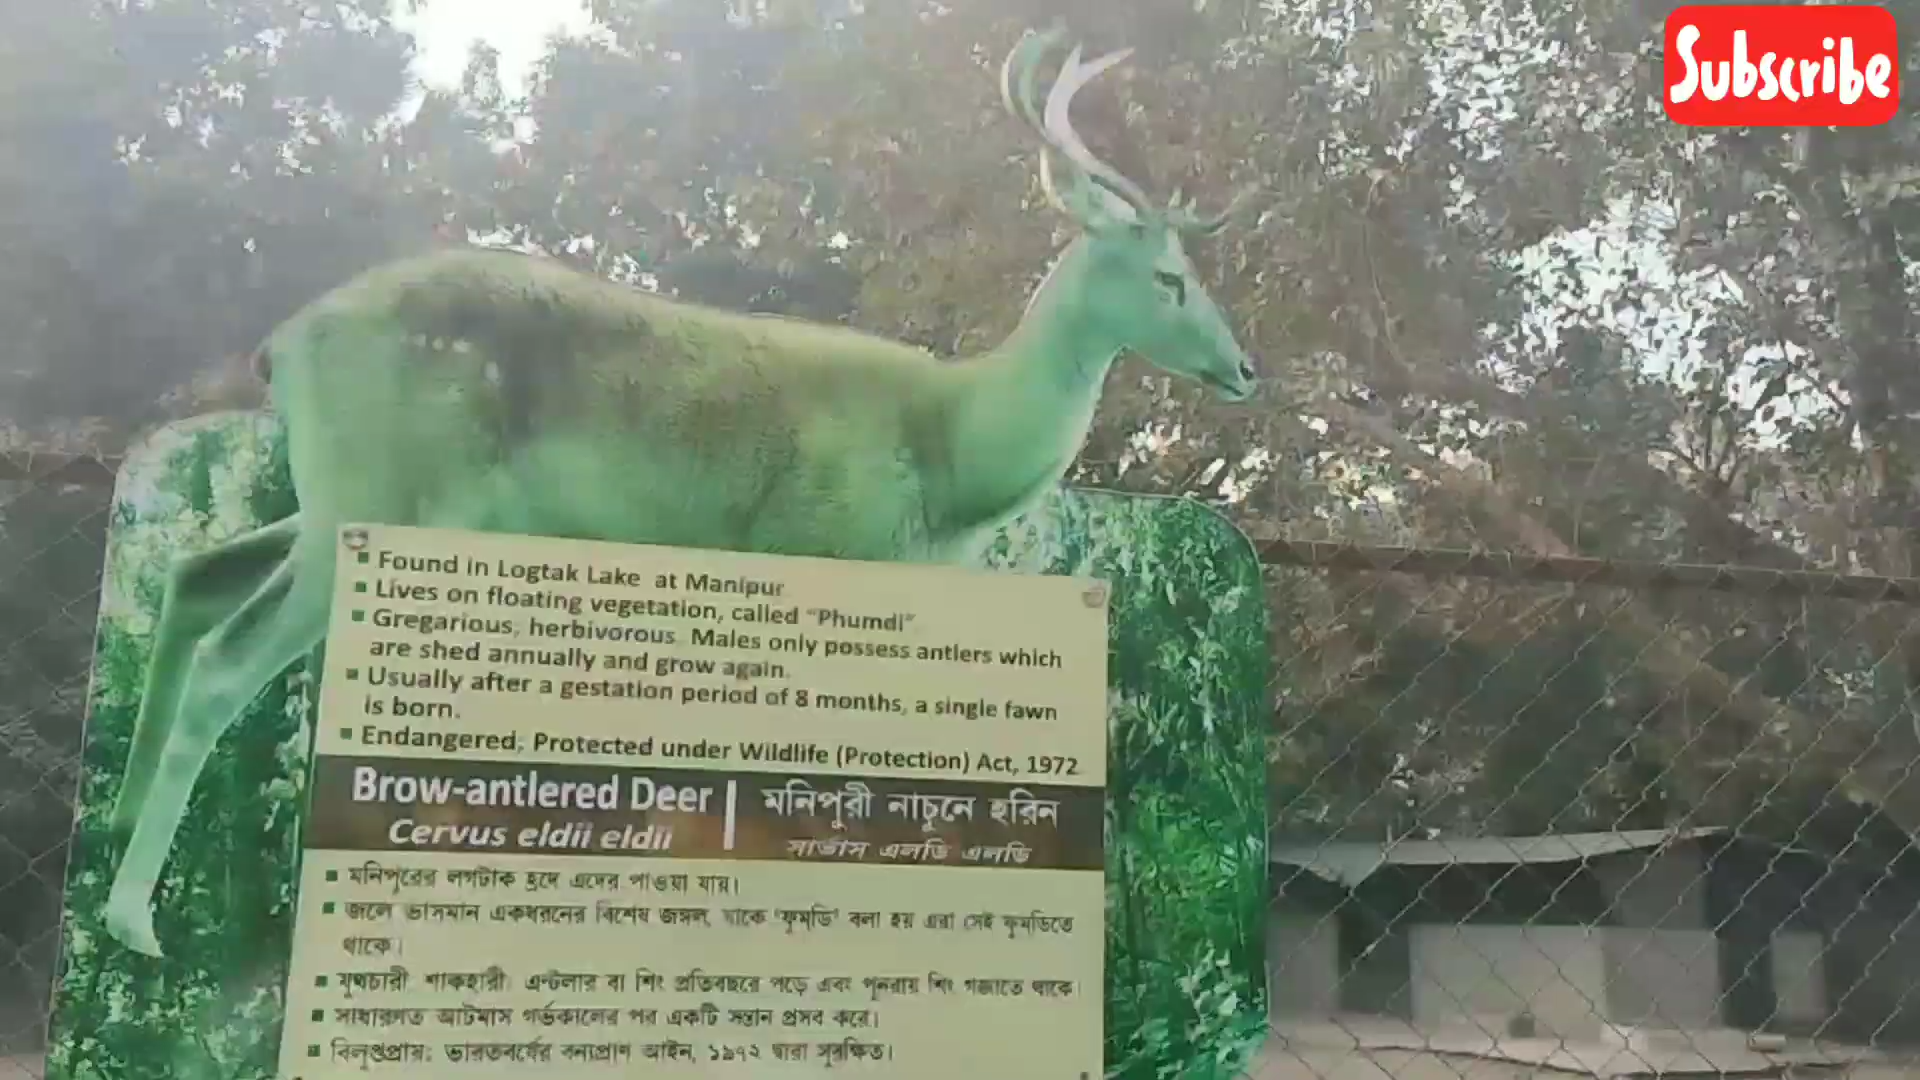 Subscribe
▪ Found in Logtak Lake at Manipur
▪ Lives on floating vegetation, called "Phumdi"
▪ Gregarious, herbivorous. Males only possess antlers which
are shed annually and grow again.
▪ Usually after a gestation period of 8 months, a single fawn
is born.
▪ Endangered; Protected under Wildlife (Protection) Act, 1972
Brow-antlered Deer | মনিপুরী নাচুনে হরিন
Cervus eldii eldii সার্ভাস এলডি এলডি
▪ মনিপুরের লগটাক হ্রদে এদের পাওয়া যায়।
▪ জলে ভাসমান একধরনের বিশেষ জঙ্গল, যাকে 'ফুমডি' বলা হয় এরা সেই ফুমডিতে
থাকে।
▪ যূথচারী, শাকাহারী। এন্টলার বা শিং প্রতিবছরে পড়ে এবং পুনরায় শিং গজাতে থাকে।
▪ সাধারণত আটমাস গর্ভকালের পর একটি সন্তান প্রসব করে।
▪ বিলুপ্তপ্রায়; ভারতবর্ষের বন্যপ্রাণ আইন, ১৯৭২ দ্বারা সুরক্ষিত।